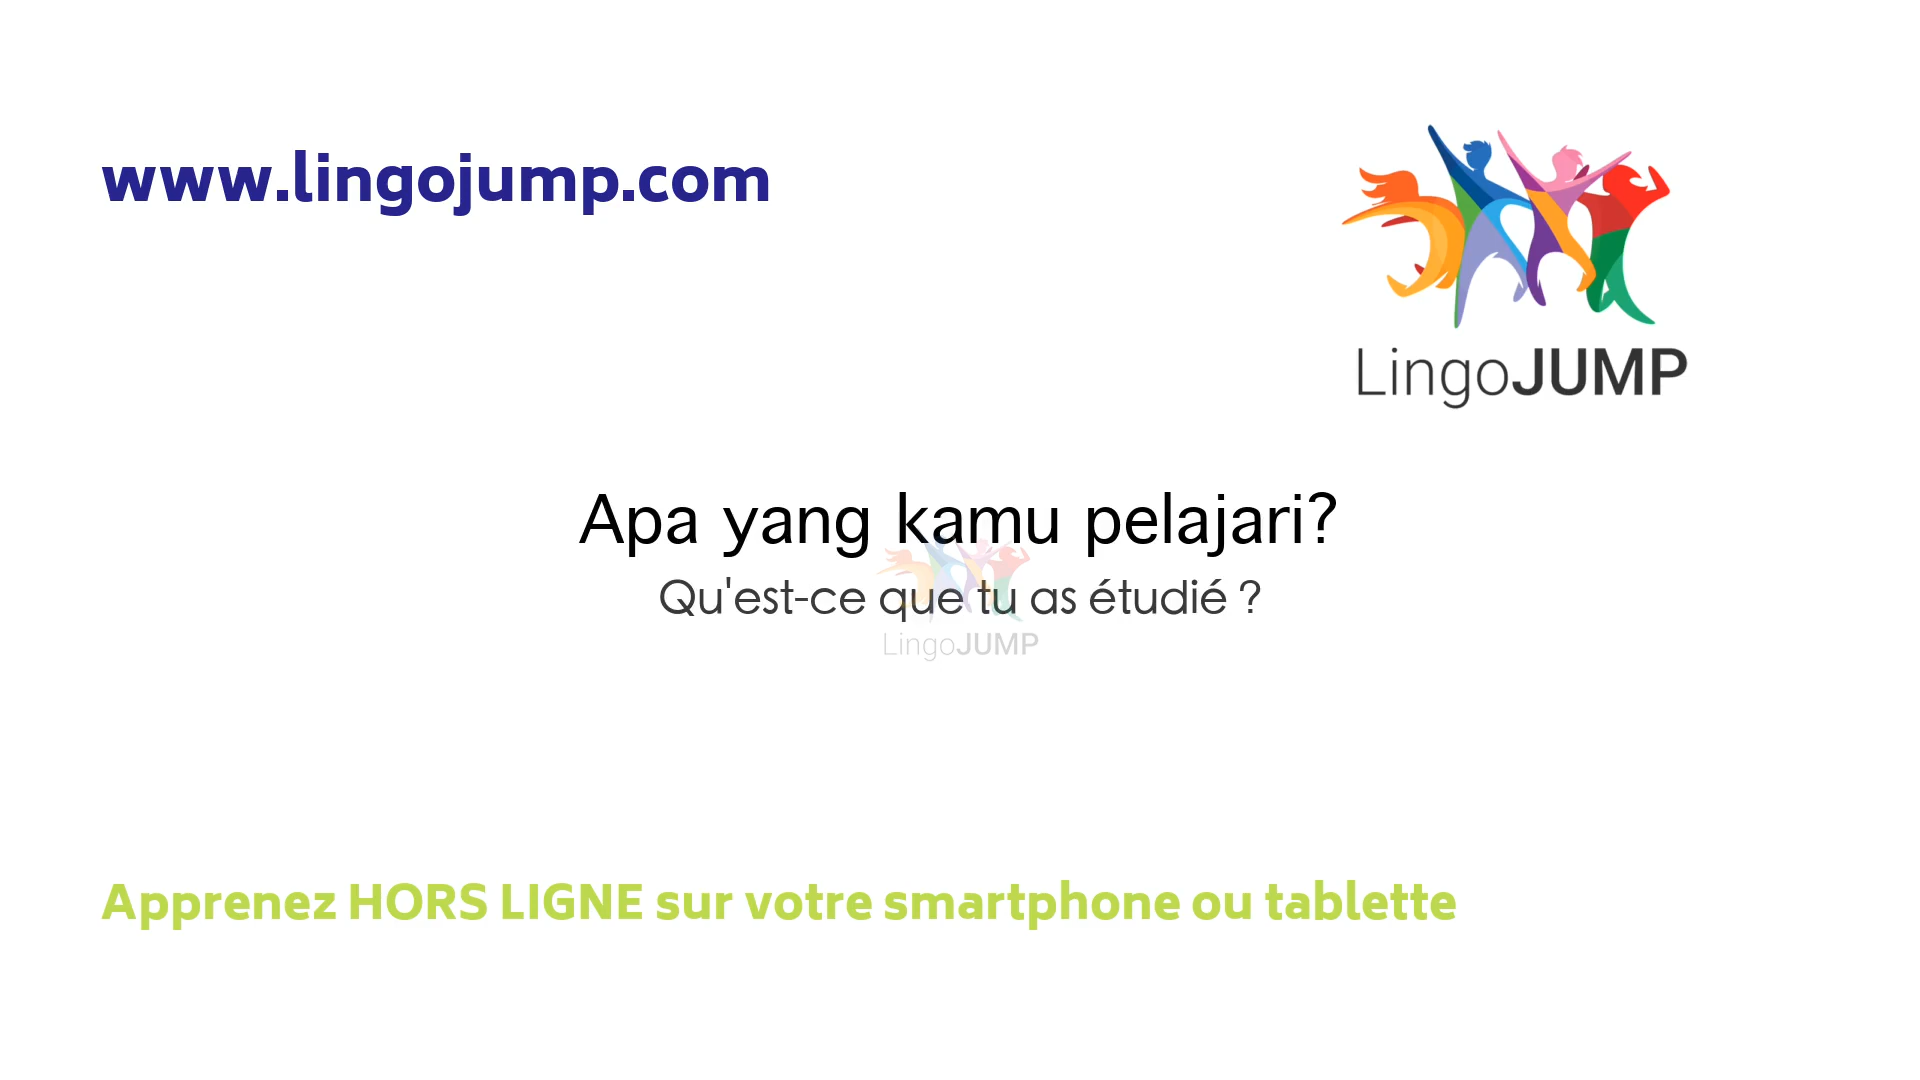 www.lingojump.com
LingoJUMP
Apa yang kamu pelajari?
Qu'est-ce que tu as étudié ?
LingoJUMP
Apprenez HORS LIGNE sur votre smartphone ou tablette